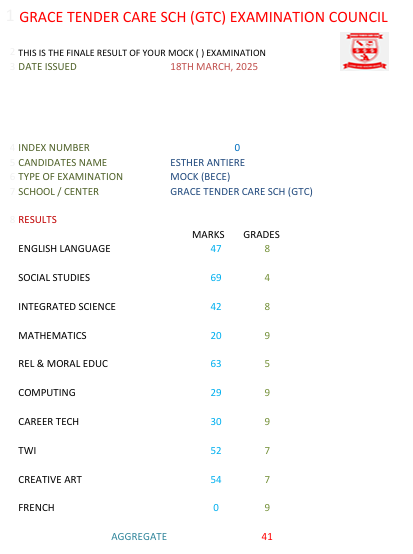 1 GRACE TENDER CARE SCH (GTC) EXAMINATION COUNCIL
2 THIS IS THE FINALE RESULT OF YOUR MOCK ( ) EXAMINATION
3 DATE ISSUED 18TH MARCH, 2025
4 INDEX NUMBER 0
5 CANDIDATES NAME ESTHER ANTIERE
6 TYPE OF EXAMINATION MOCK (BECE)
7 SCHOOL / CENTER GRACE TENDER CARE SCH (GTC)
8 RESULTS
MARKS GRADES
ENGLISH LANGUAGE 47 8
SOCIAL STUDIES 69 4
INTEGRATED SCIENCE 42 8
MATHEMATICS 20 9
REL & MORAL EDUC 63 5
COMPUTING 29 9
CAREER TECH 30 9
TWI 52 7
CREATIVE ART 54 7
FRENCH 0 9
AGGREGATE 41